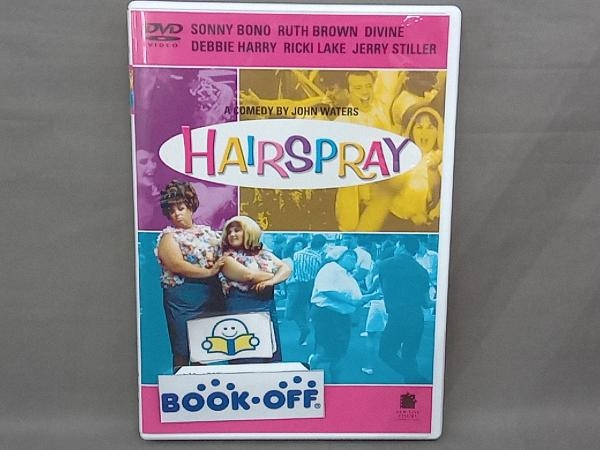 DVD
VIDEO
SONNY BONO RUTH BROWN DIVINE
DEBBIE HARRY RICKI LAKE JERRY STILLER
A COMEDY BY JOHN WATERS
HAIRSPRAY
BOOK·OFF®